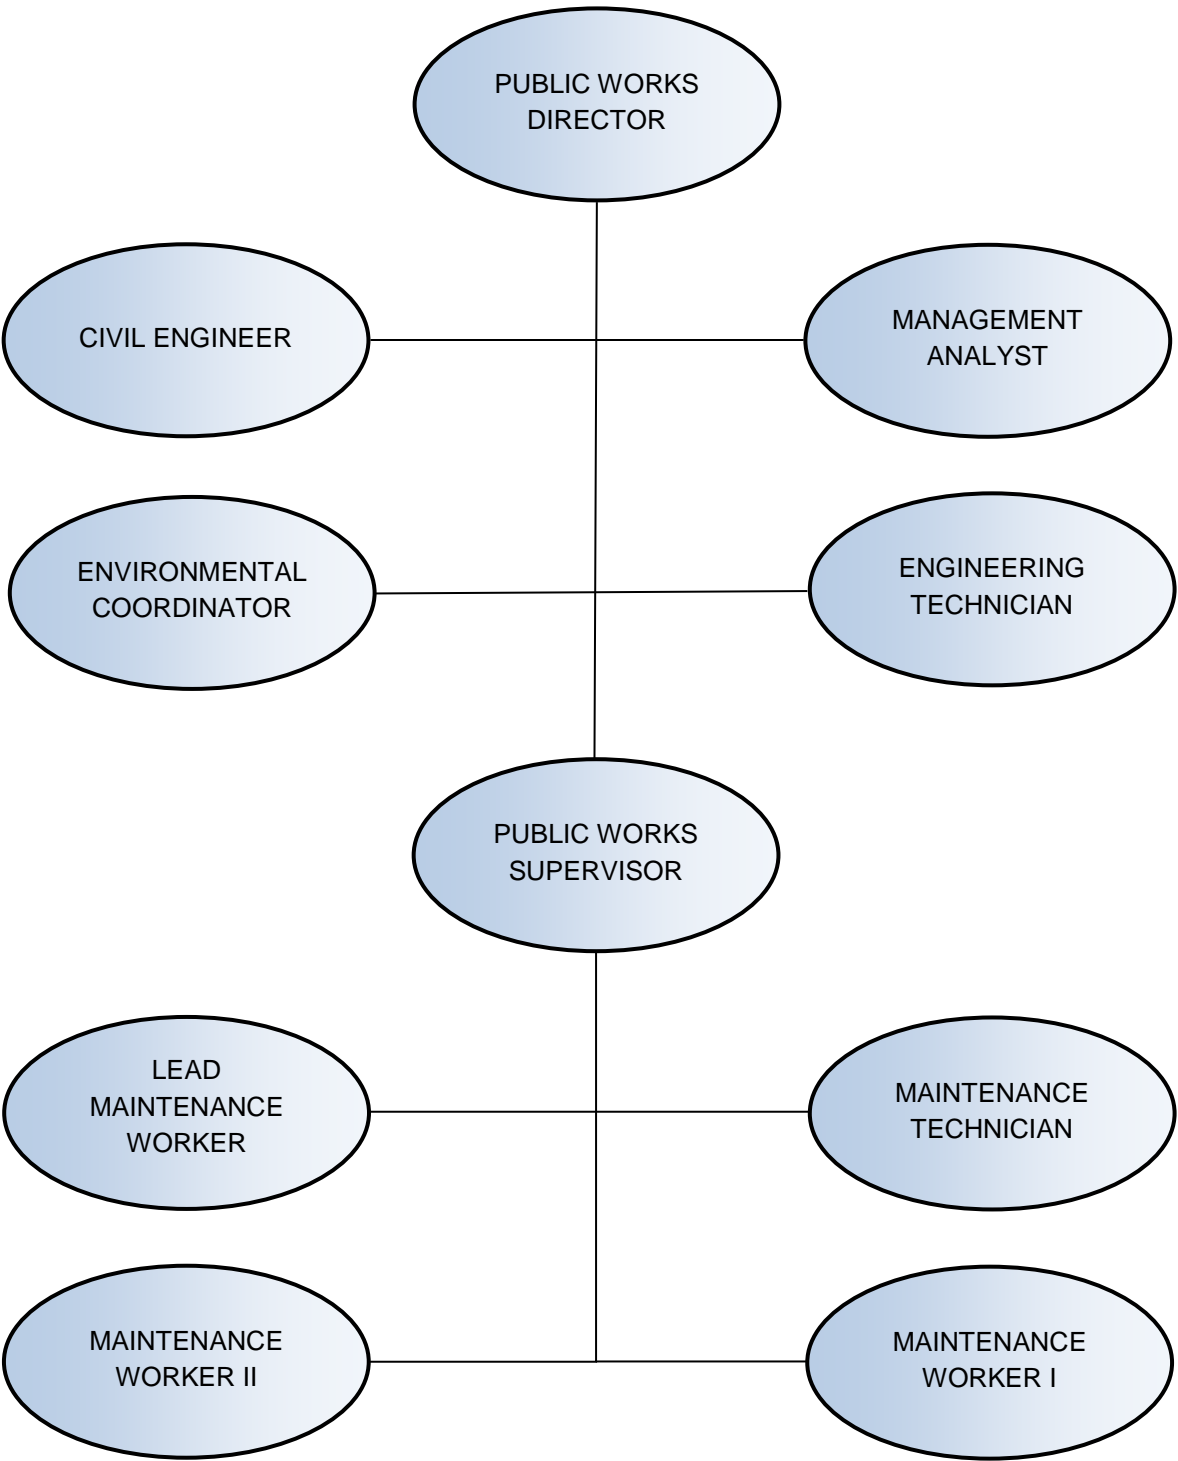 PUBLIC WORKS
DIRECTOR
CIVIL ENGINEER
MANAGEMENT
ANALYST
ENVIRONMENTAL
COORDINATOR
ENGINEERING
TECHNICIAN
PUBLIC WORKS
SUPERVISOR
LEAD
MAINTENANCE
WORKER
MAINTENANCE
TECHNICIAN
MAINTENANCE
WORKER II
MAINTENANCE
WORKER I